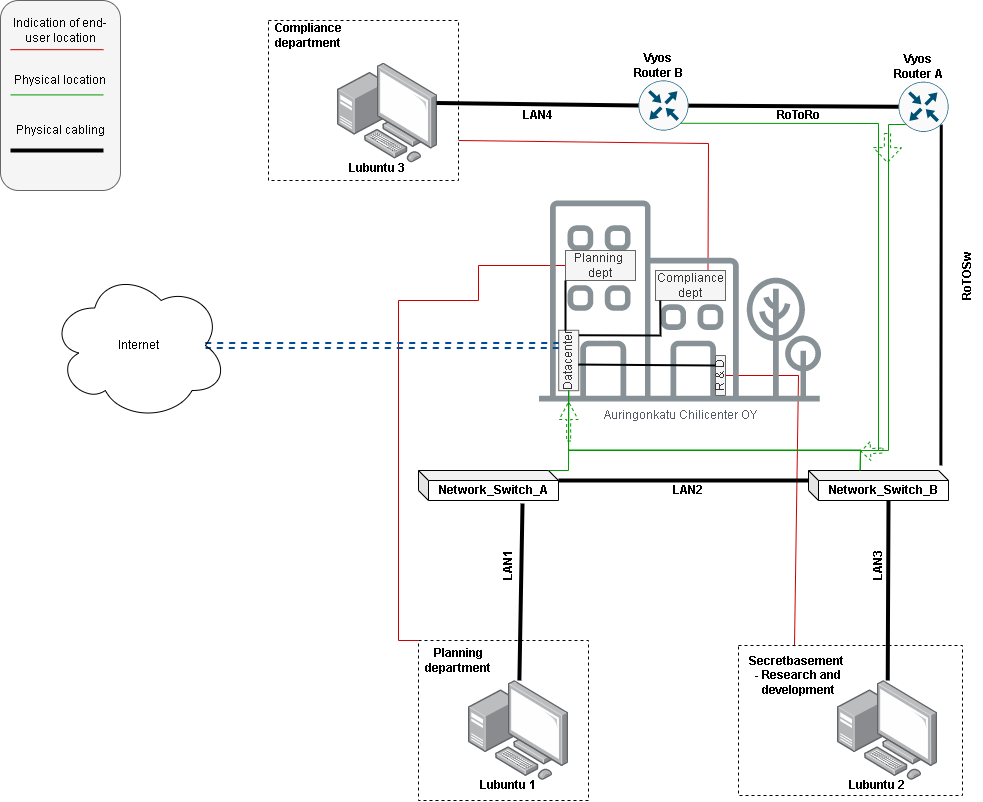 Indication of end-
user location
Physical location
Physical cabling
Compliance
department
Lubuntu 3
LAN4
Vyos
Router B
RoToRo
Vyos
Router A
RoTOSw
Planning
dept
Compliance
dept
Datacenter
R & D
Internet
Auringonkatu Chilicenter OY
Network_Switch_A
LAN2
Network_Switch_B
LAN1
LAN3
Planning
department
Lubuntu 1
Secretbasement
- Research and
development
Lubuntu 2